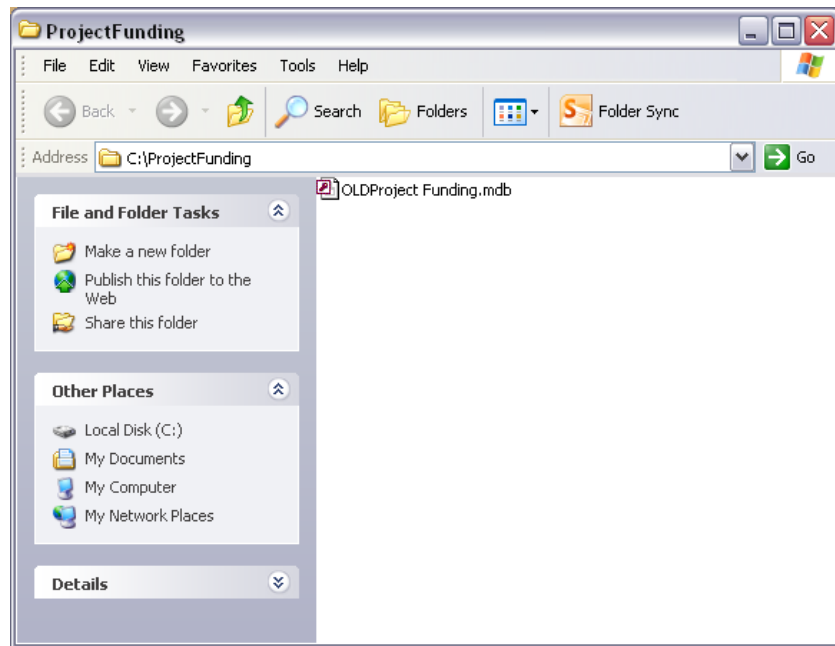 ProjectFunding
File Edit View Favorites Tools Help
Back Search Folders Folder Sync
Address C:\ProjectFunding Go
OLDProject Funding.mdb
File and Folder Tasks
Make a new folder
Publish this folder to the
Web
Share this folder
Other Places
Local Disk (C:)
My Documents
My Computer
My Network Places
Details